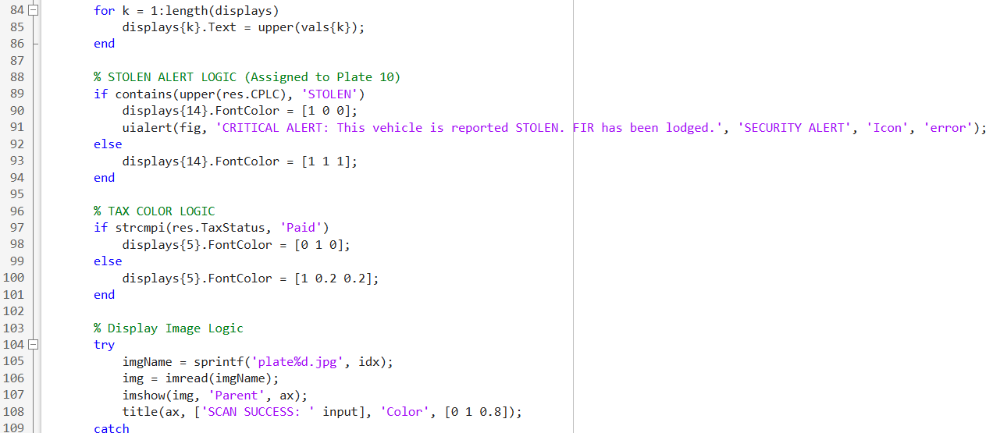 84 for k = 1:length(displays)
85 displays{k}.Text = upper(vals{k});
86 end
87
88 % STOLEN ALERT LOGIC (Assigned to Plate 10)
89 if contains(upper(res.CPLC), 'STOLEN')
90 displays{14}.FontColor = [1 0 0];
91 uialert(fig, 'CRITICAL ALERT: This vehicle is reported STOLEN. FIR has been lodged.', 'SECURITY ALERT', 'Icon', 'error');
92 else
93 displays{14}.FontColor = [1 1 1];
94 end
95
96 % TAX COLOR LOGIC
97 if strcmpi(res.TaxStatus, 'Paid')
98 displays{5}.FontColor = [0 1 0];
99 else
100 displays{5}.FontColor = [1 0.2 0.2];
101 end
102
103 % Display Image Logic
104 try
105 imgName = sprintf('plate%d.jpg', idx);
106 img = imread(imgName);
107 imshow(img, 'Parent', ax);
108 title(ax, ['SCAN SUCCESS: ' input], 'Color', [0 1 0.8]);
109 catch